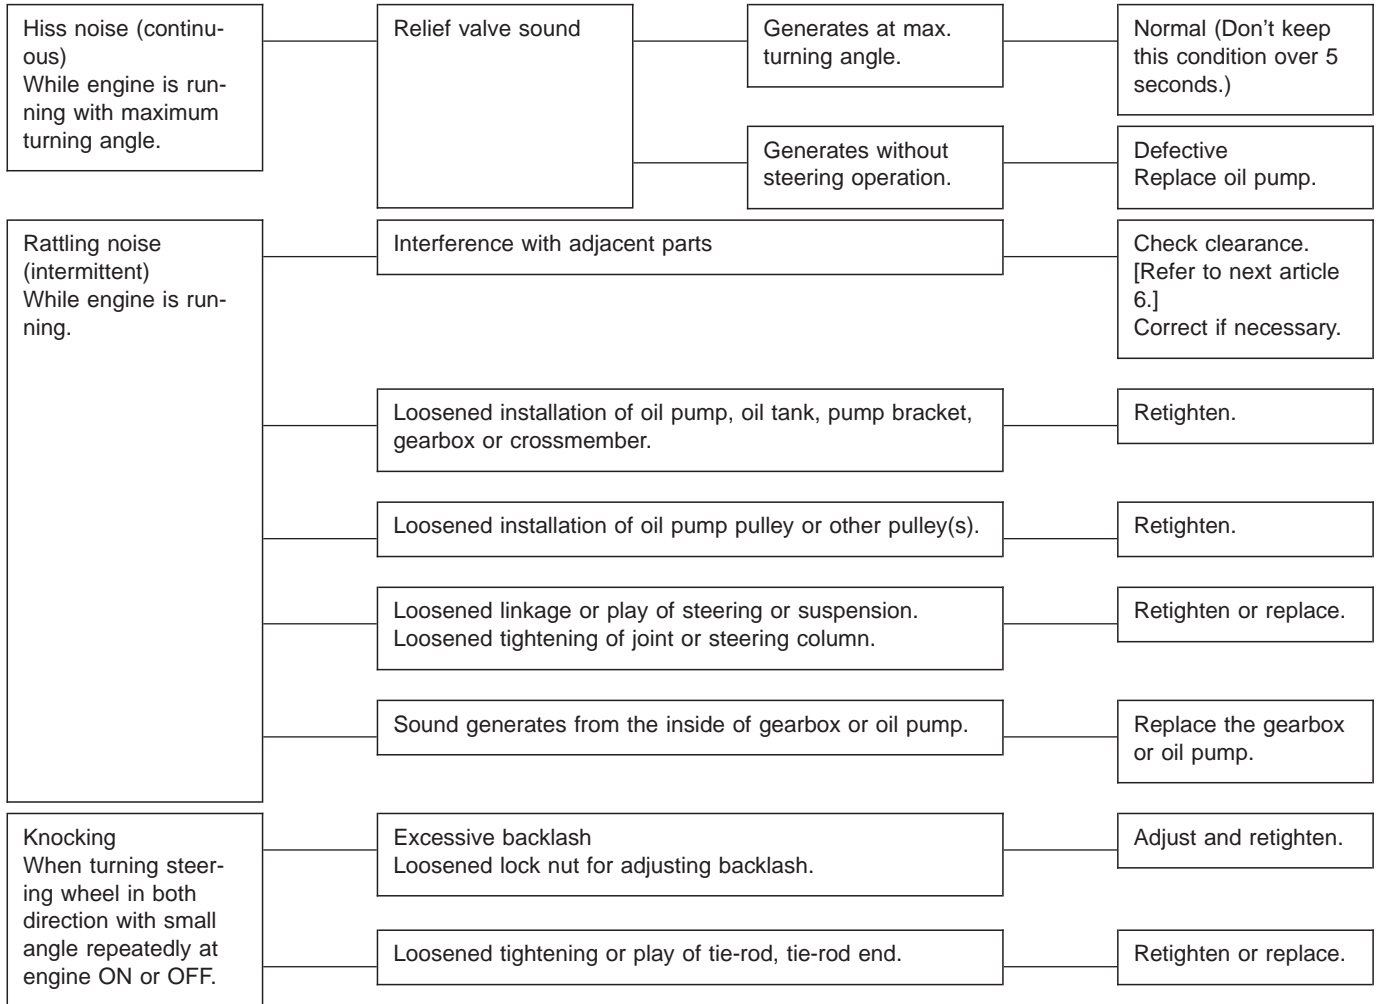 Hiss noise (continu-
ous)
While engine is run-
ning with maximum
turning angle.
Relief valve sound
Generates at max.
turning angle.
Normal (Don't keep
this condition over 5
seconds.)
Generates without
steering operation.
Defective
Replace oil pump.
Rattling noise
(intermittent)
While engine is run-
ning.
Interference with adjacent parts
Check clearance.
[Refer to next article
6.]
Correct if necessary.
Loosened installation of oil pump, oil tank, pump bracket,
gearbox or crossmember.
Retighten.
Loosened installation of oil pump pulley or other pulley(s).
Retighten.
Loosened linkage or play of steering or suspension.
Loosened tightening of joint or steering column.
Retighten or replace.
Sound generates from the inside of gearbox or oil pump.
Replace the gearbox
or oil pump.
Knocking
When turning steer-
ing wheel in both
direction with small
angle repeatedly at
engine ON or OFF.
Excessive backlash
Loosened lock nut for adjusting backlash.
Adjust and retighten.
Loosened tightening or play of tie-rod, tie-rod end.
Retighten or replace.